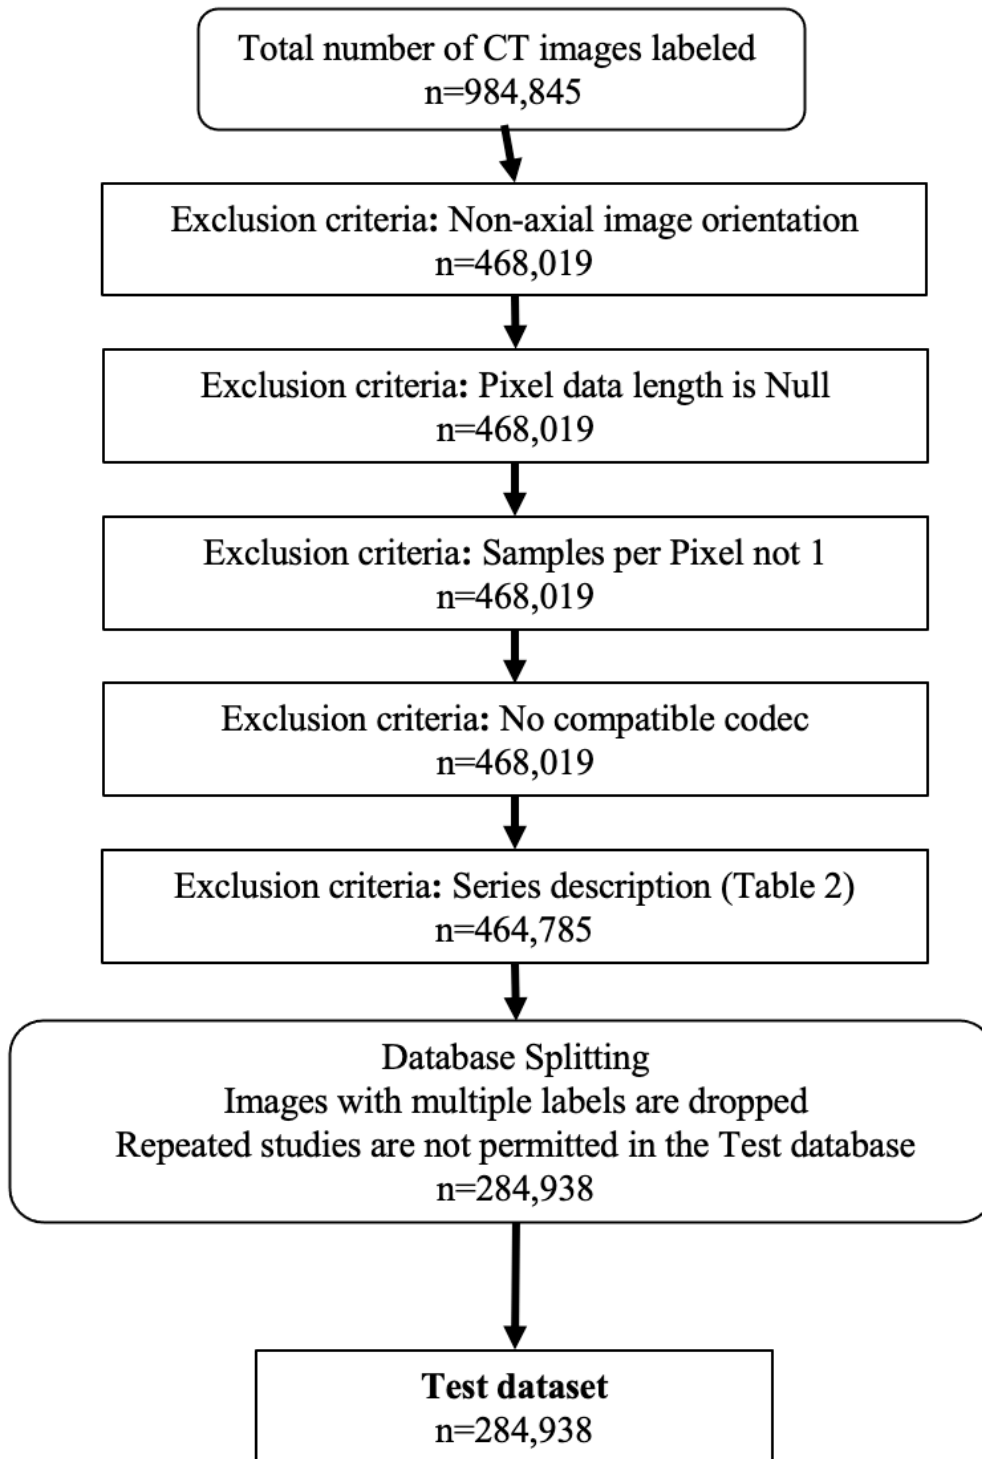 Total number of CT images labeled
n=984,845
Exclusion criteria: Non-axial image orientation
n=468,019
Exclusion criteria: Pixel data length is Null
n=468,019
Exclusion criteria: Samples per Pixel not 1
n=468,019
Exclusion criteria: No compatible codec
n=468,019
Exclusion criteria: Series description (Table 2)
n=464,785
Database Splitting
Images with multiple labels are dropped
Repeated studies are not permitted in the Test database
n=284,938
Test dataset
n=284,938